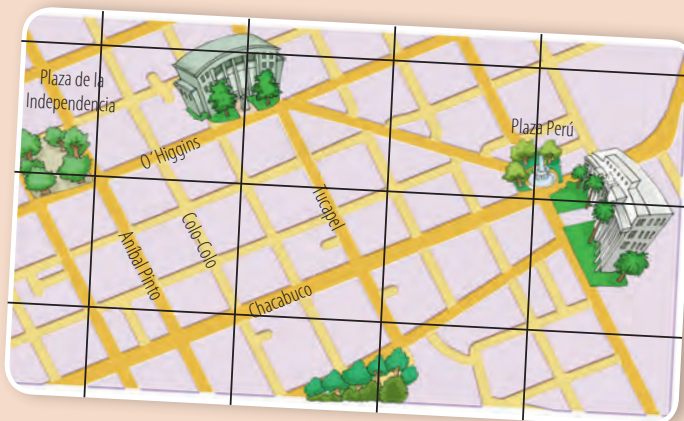 Plaza de la
Independencia
O´Higgins
Plaza Perú
Tucapel
Colo-Colo
Aníbal Pinto
Chacabuco